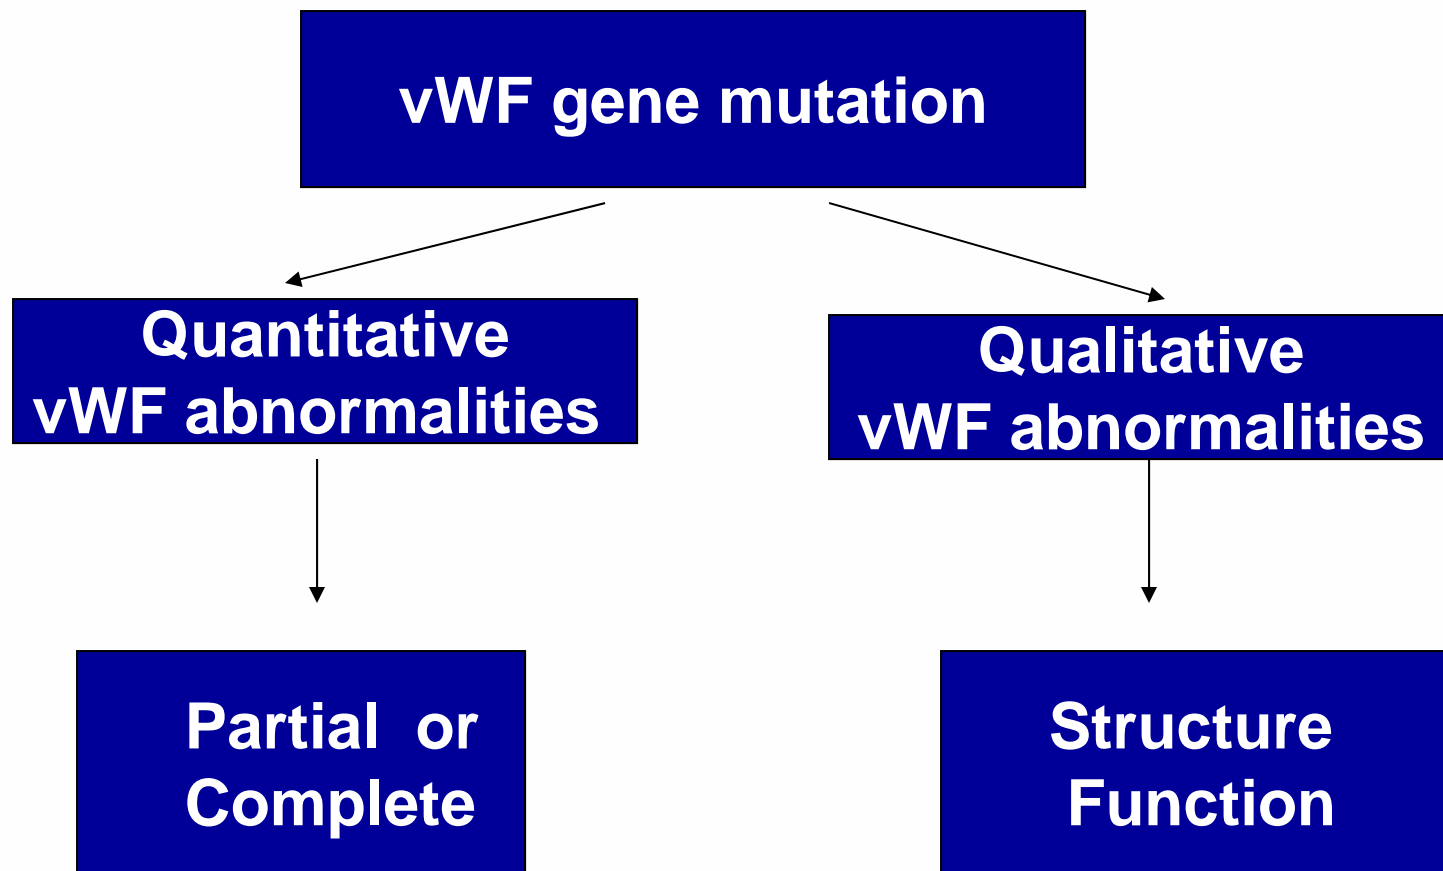 vWF gene mutation
Quantitative
vWF abnormalities
Qualitative
vWF abnormalities
Partial or
Complete
Structure
Function